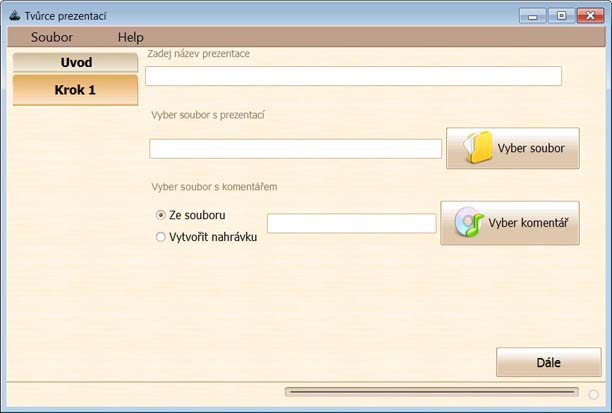 Tvůrce prezentací
Soubor Help
Uvod
Krok 1
Zadej název prezentace
Vyber soubor s prezentací
Vyber soubor
Vyber soubor s komentářem
Ze souboru
Vytvořit nahrávku
Vyber komentář
Dále